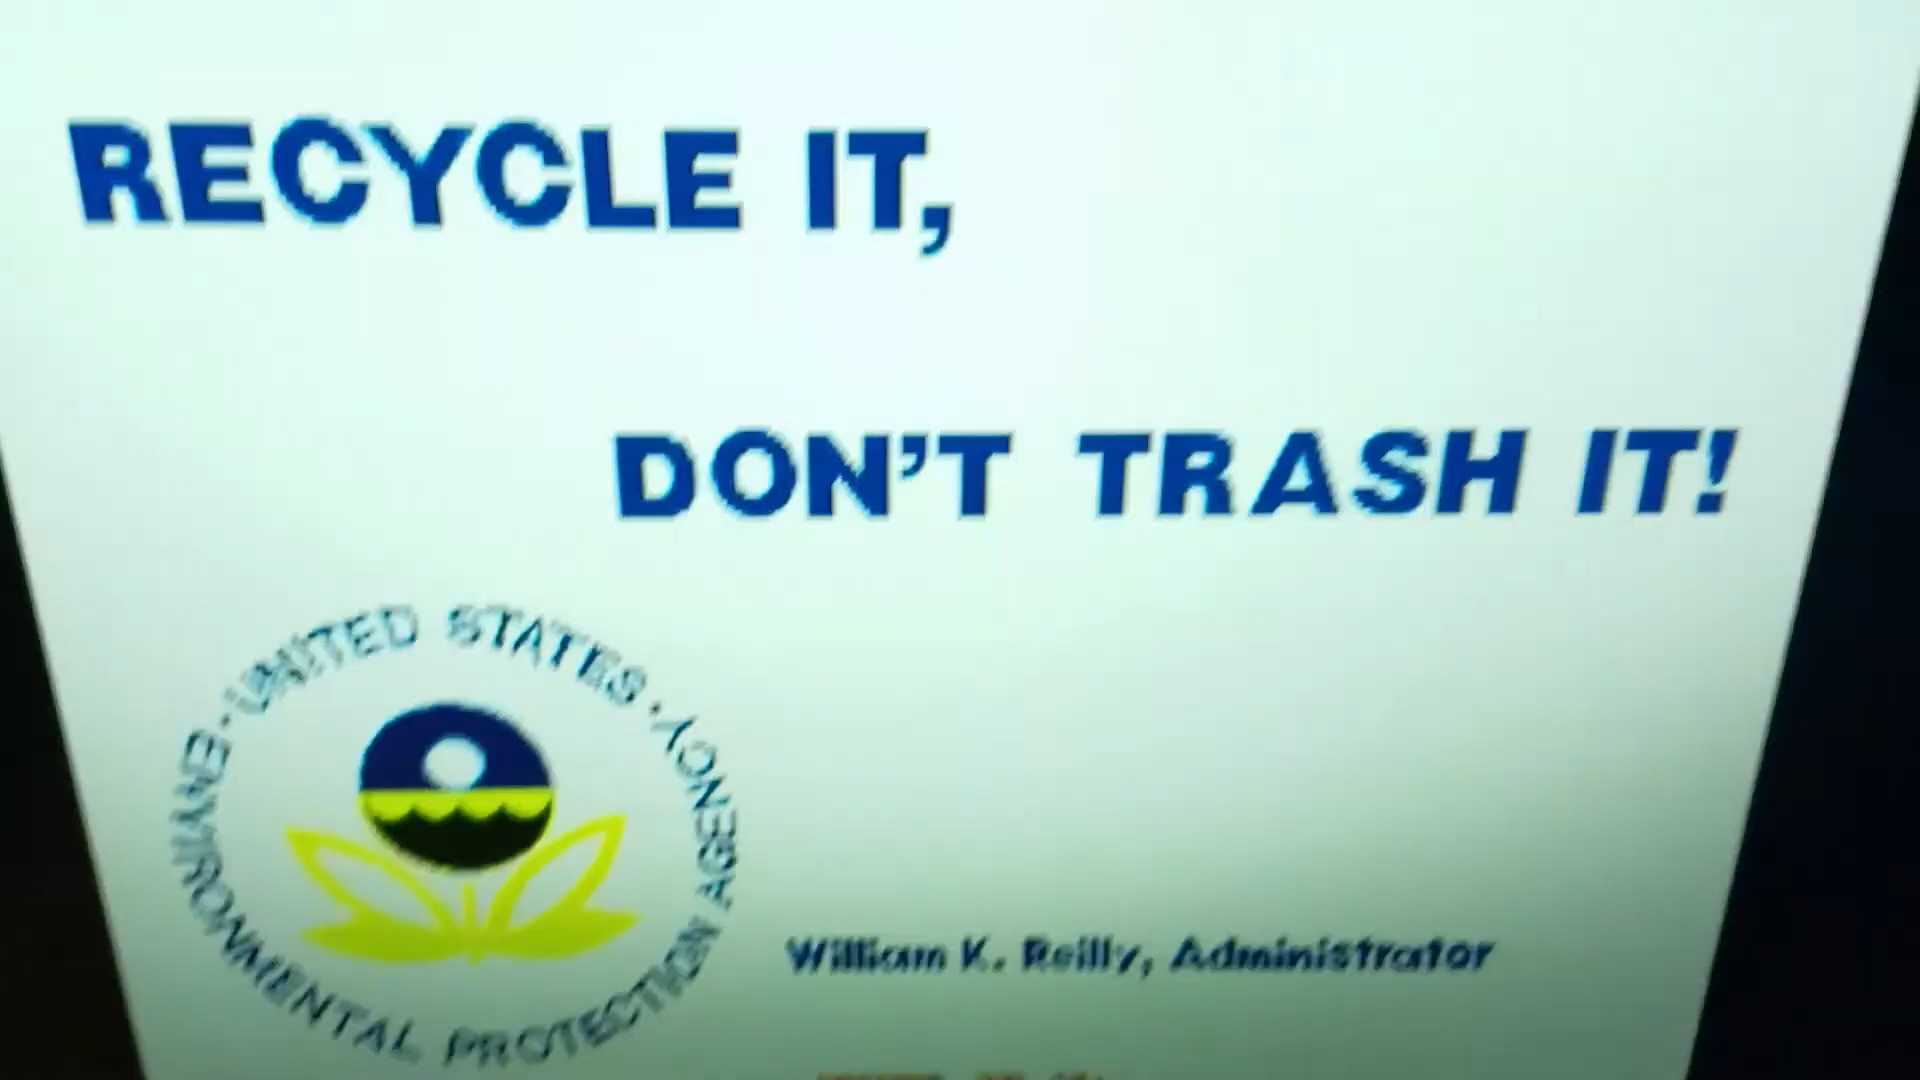 RECYCLE IT,
DON'T TRASH IT!
· UNITED STATES ·
ENVIRONMENTAL PROTECTION AGENCY
William K. Reilly, Administrator